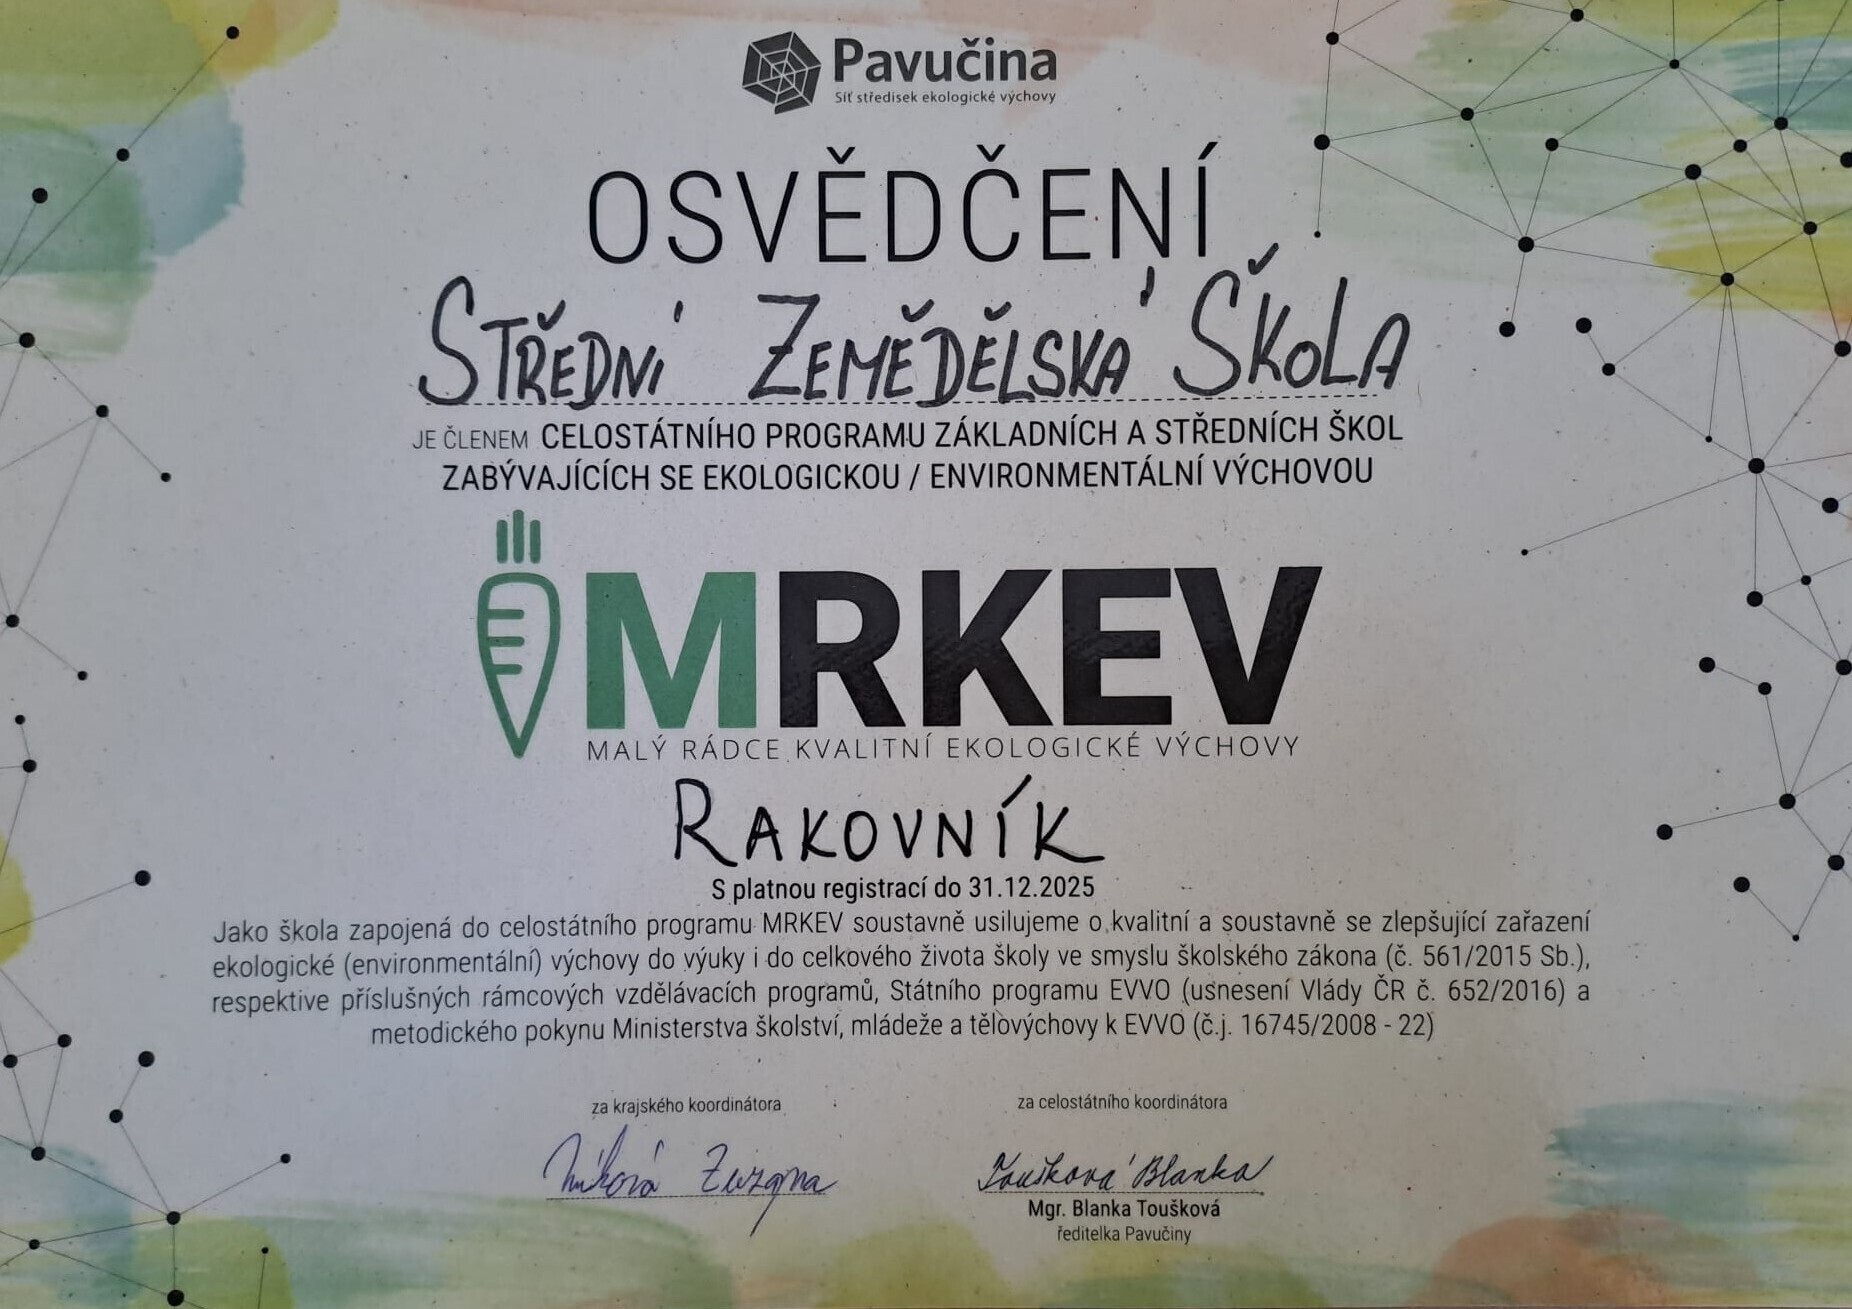 Pavučina
Síť středisek ekologické výchovy
OSVĚDČENÍ
STŘEDNÍ ZEMĚDĚLSKÁ ŠKOLA
JE ČLENEM CELOSTÁTNÍHO PROGRAMU ZÁKLADNÍCH A STŘEDNÍCH ŠKOL
ZABÝVAJÍCÍCH SE EKOLOGICKOU / ENVIRONMENTÁLNÍ VÝCHOVOU
MRKEV
MALÝ RÁDCE KVALITNÍ EKOLOGICKÉ VÝCHOVY
RAKOVNÍK
S platnou registrací do 31.12.2025
Jako škola zapojená do celostátního programu MRKEV soustavně usilujeme o kvalitní a soustavně se zlepšující zařazení
ekologické (environmentální) výchovy do výuky i do celkového života školy ve smyslu školského zákona (č. 561/2015 Sb.),
respektive příslušných rámcových vzdělávacích programů, Státního programu EVVO (usnesení Vlády ČR č. 652/2016) a
metodického pokynu Ministerstva školství, mládeže a tělovýchovy k EVVO (č.j. 16745/2008 - 22)
za krajského koordinátora
za celostátního koordinátora
Zuzana
Toušková Blanka
Mgr. Blanka Toušková
ředitelka Pavučiny